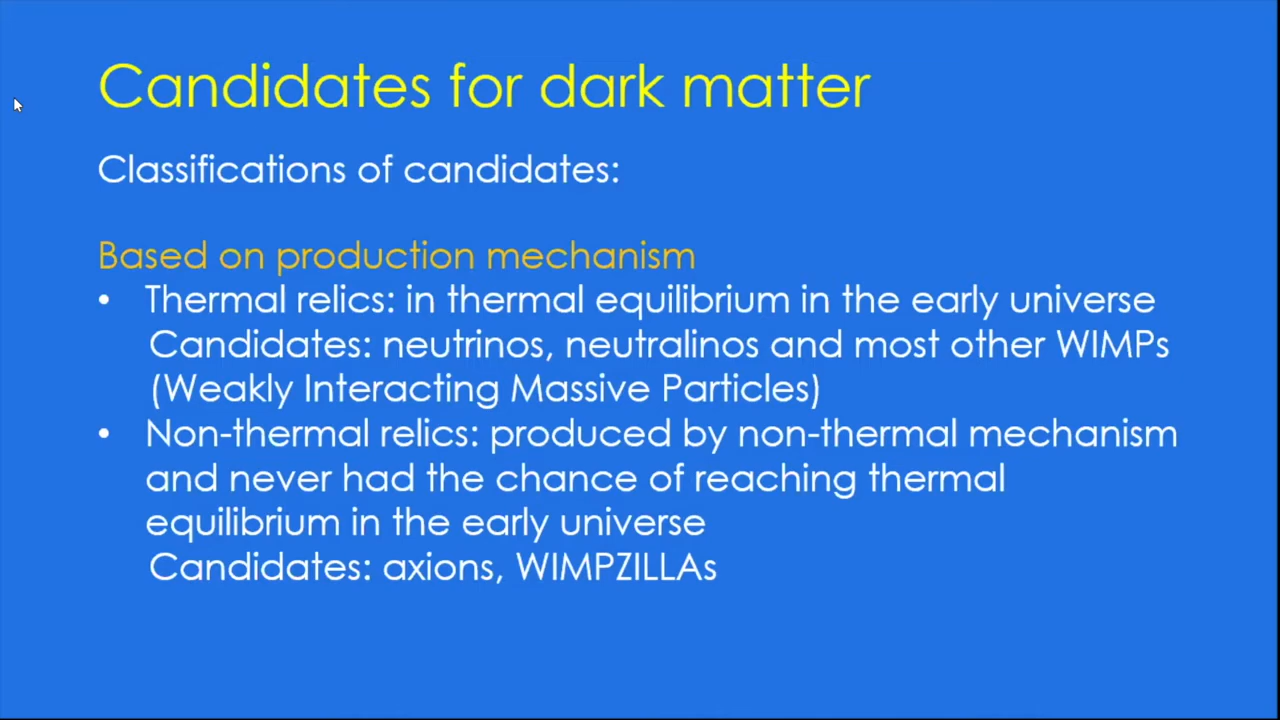 Candidates for dark matter
Classifications of candidates:
Based on production mechanism
• Thermal relics: in thermal equilibrium in the early universe
Candidates: neutrinos, neutralinos and most other WIMPs
(Weakly Interacting Massive Particles)
• Non-thermal relics: produced by non-thermal mechanism
and never had the chance of reaching thermal
equilibrium in the early universe
Candidates: axions, WIMPZILLAs